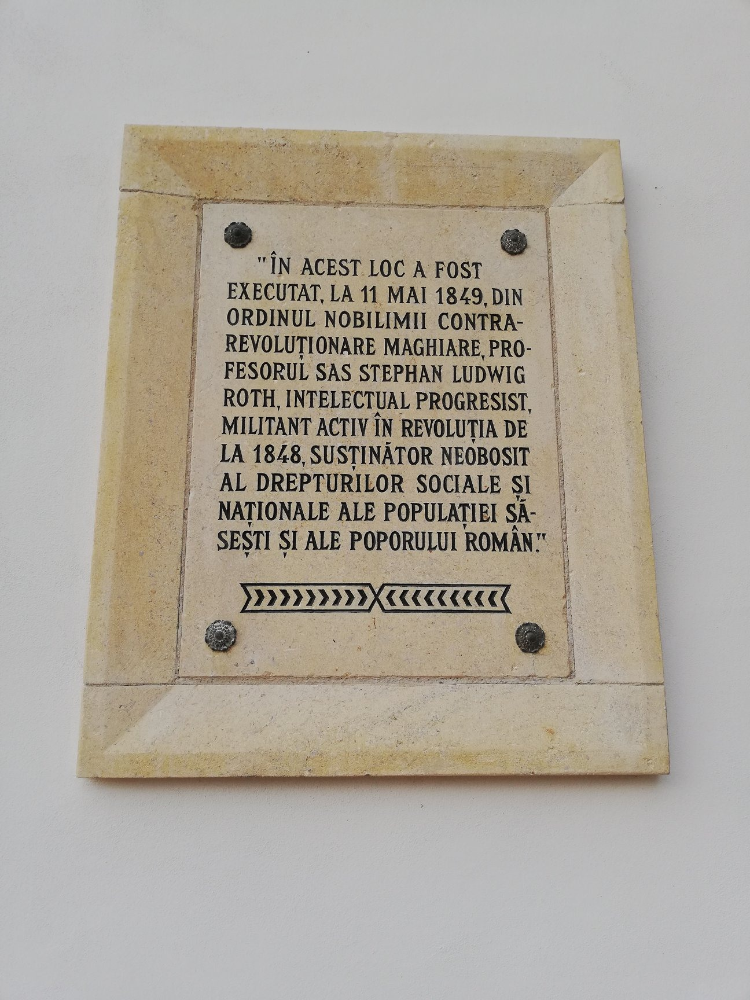 "ÎN ACEST LOC A FOST
EXECUTAT, LA 11 MAI 1849, DIN
ORDINUL NOBILIMII CONTRA-
REVOLUȚIONARE MAGHIARE, PRO-
FESORUL SAS STEPHAN LUDWIG
ROTH, INTELECTUAL PROGRESIST,
MILITANT ACTIV ÎN REVOLUȚIA DE
LA 1848, SUSȚINĂTOR NEOBOSIT
AL DREPTURILOR SOCIALE ȘI
NAȚIONALE ALE POPULAȚIEI SĂ-
SEȘTI ȘI ALE POPORULUI ROMÂN."